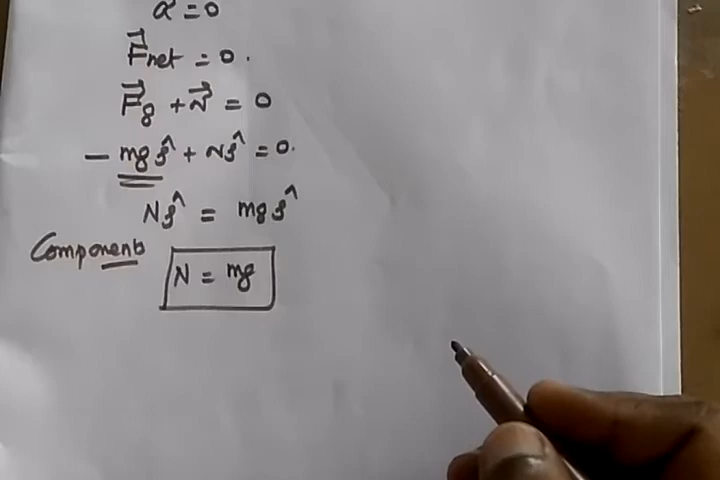 a = 0
F⃗net = 0.
F⃗g + N⃗ = 0
- mg ĵ + N ĵ = 0.
N ĵ = mg ĵ
Components N = mg